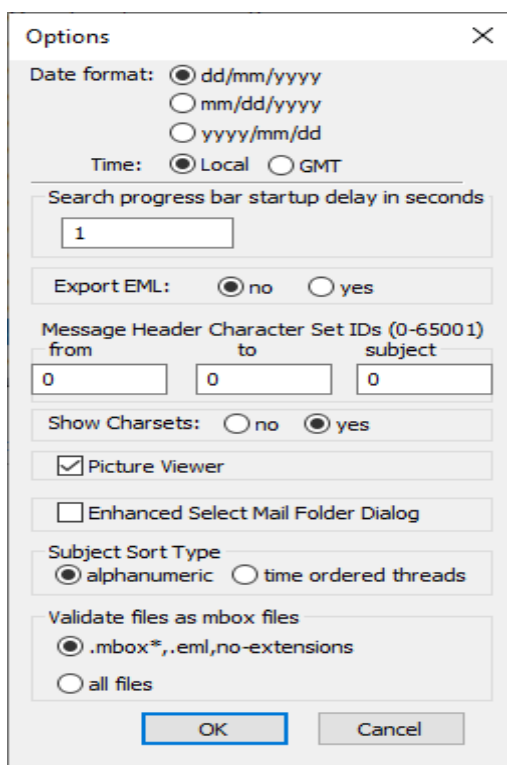 Options
Date format: dd/mm/yyyy
mm/dd/yyyy
yyyy/mm/dd
Time: Local GMT
Search progress bar startup delay in seconds
1
Export EML: no yes
Message Header Character Set IDs (0-65001)
from to subject
0 0 0
Show Charsets: no yes
Picture Viewer
Enhanced Select Mail Folder Dialog
Subject Sort Type
alphanumeric time ordered threads
Validate files as mbox files
.mbox*,.eml,no-extensions
all files
OK Cancel